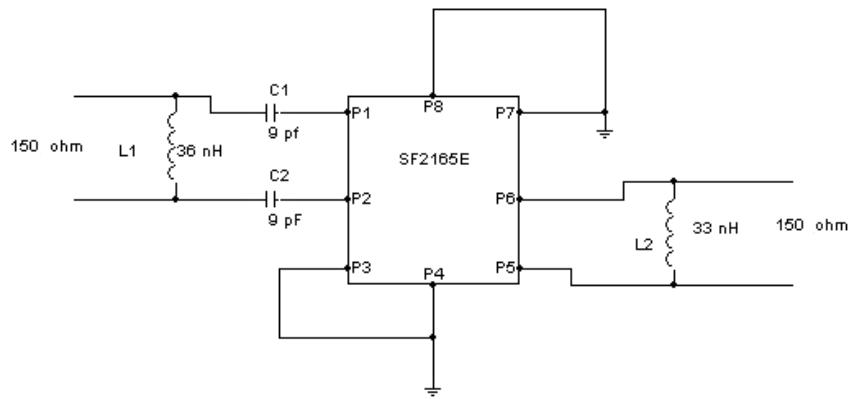 C1
9 pf
150 ohm
L1
36 nH
C2
9 pF
P1
P2
P3
P4
P5
P6
P7
P8
SF2165E
L2
33 nH
150 ohm